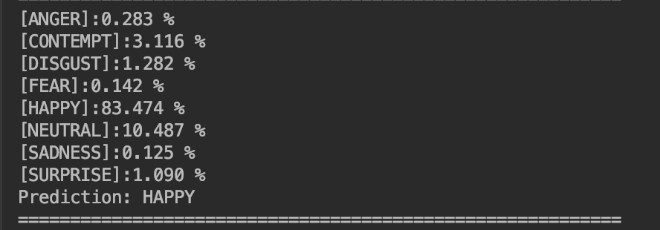 [ANGER]:0.283 %
[CONTEMPT]:3.116 %
[DISGUST]:1.282 %
[FEAR]:0.142 %
[HAPPY]:83.474 %
[NEUTRAL]:10.487 %
[SADNESS]:0.125 %
[SURPRISE]:1.090 %
Prediction: HAPPY
==========================================================